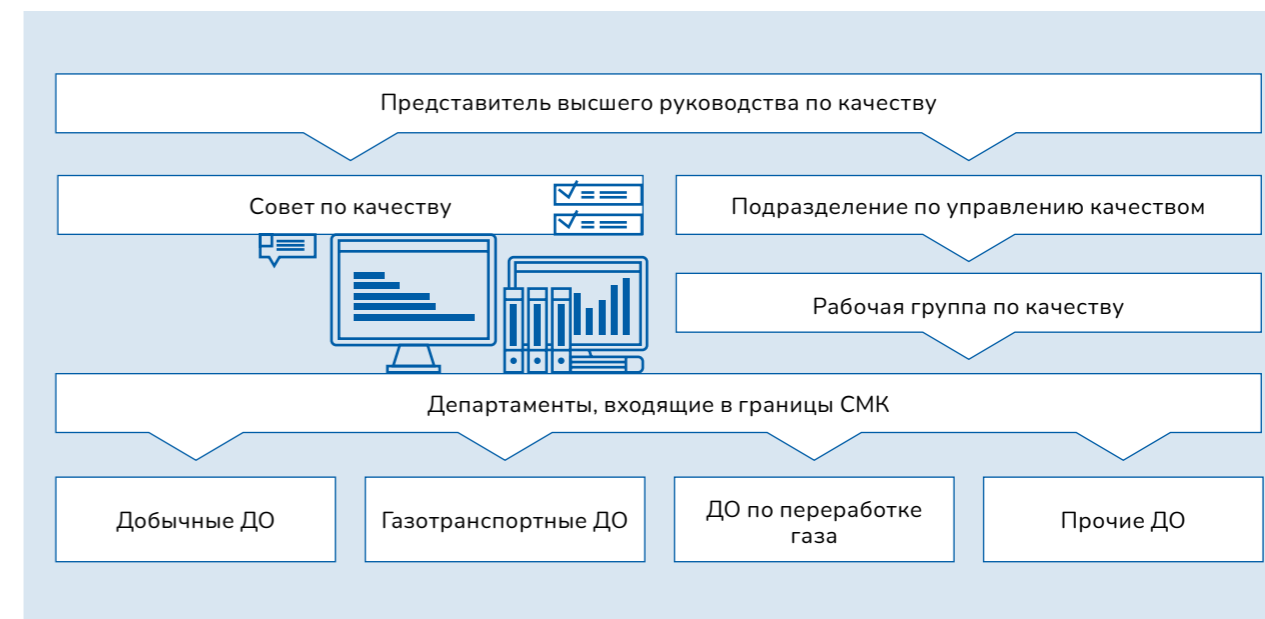 Представитель высшего руководства по качеству
Совет по качеству
Подразделение по управлению качеством
Рабочая группа по качеству
Департаменты, входящие в границы СМК
Добычные ДО
Газотранспортные ДО
ДО по переработке
газа
Прочие ДО